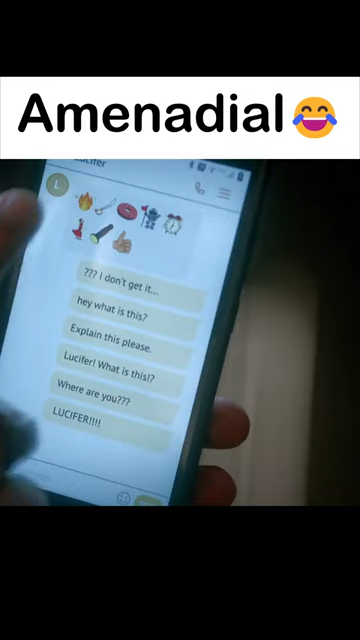 Amenadial😂
Lucifer
L
??? I don't get it...
hey what is this?
Explain this please.
Lucifer! What is this!?
Where are you???
LUCIFER!!!!